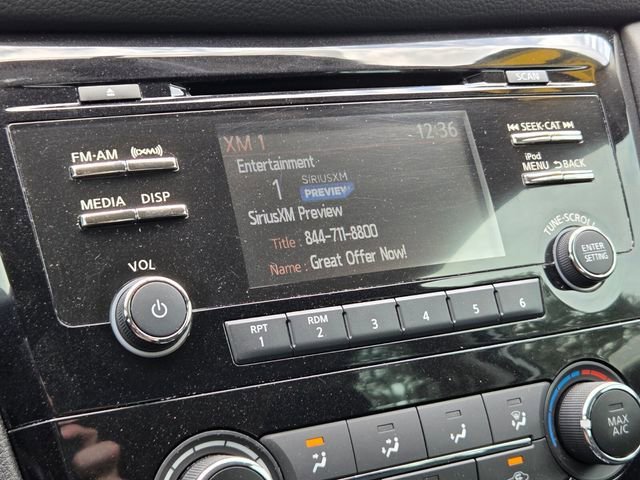 SCAN
XM 1 12:36
Entertainment
1 SIRIUSXM
PREVIEW
SiriusXM Preview
Title : 844-711-8800
Name : Great Offer Now!
FM·AM (XM)
MEDIA DISP
VOL
SEEK·CAT
iPod
MENU BACK
TUNE·SCROLL
ENTER
SETTING
RPT
1
RDM
2
3
4
5
6
MAX
A/C